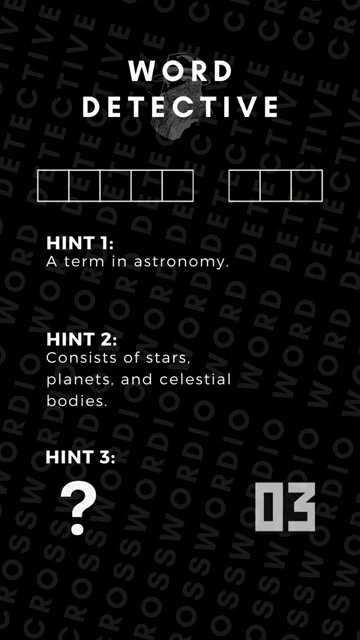 WORD
DETECTIVE
HINT 1:
A term in astronomy.
HINT 2:
Consists of stars,
planets, and celestial
bodies.
HINT 3:
?
03